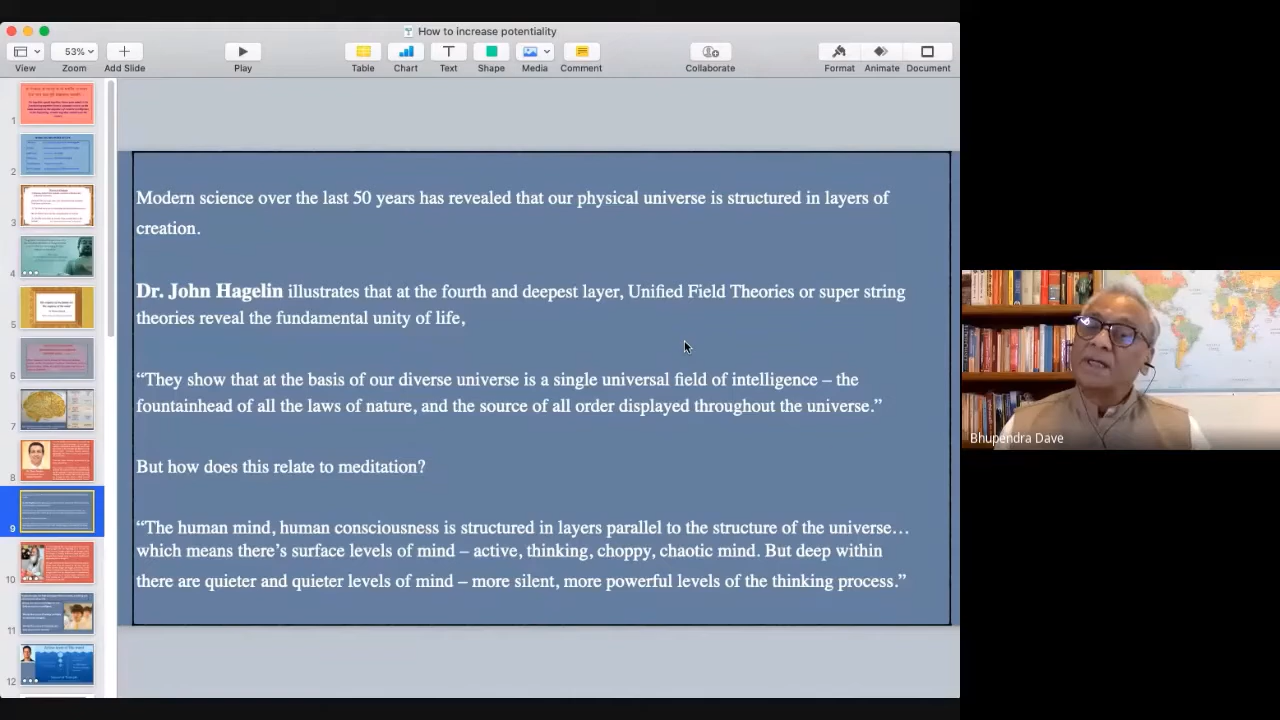 How to increase potentiality
53%
View
Zoom
Add Slide
Play
Table
Chart
Text
Shape
Media
Comment
Collaborate
Format
Animate
Document
1
2
3
4
5
6
7
8
9
10
11
12
Modern science over the last 50 years has revealed that our physical universe is structured in layers of
creation.
Dr. John Hagelin illustrates that at the fourth and deepest layer, Unified Field Theories or super string
theories reveal the fundamental unity of life,
“They show that at the basis of our diverse universe is a single universal field of intelligence – the
fountainhead of all the laws of nature, and the source of all order displayed throughout the universe.”
But how does this relate to meditation?
“The human mind, human consciousness is structured in layers parallel to the structure of the universe…
which means there’s surface levels of mind – active, thinking, choppy, chaotic mind. But deep within
there are quieter and quieter levels of mind – more silent, more powerful levels of the thinking process.”
Bhupendra Dave